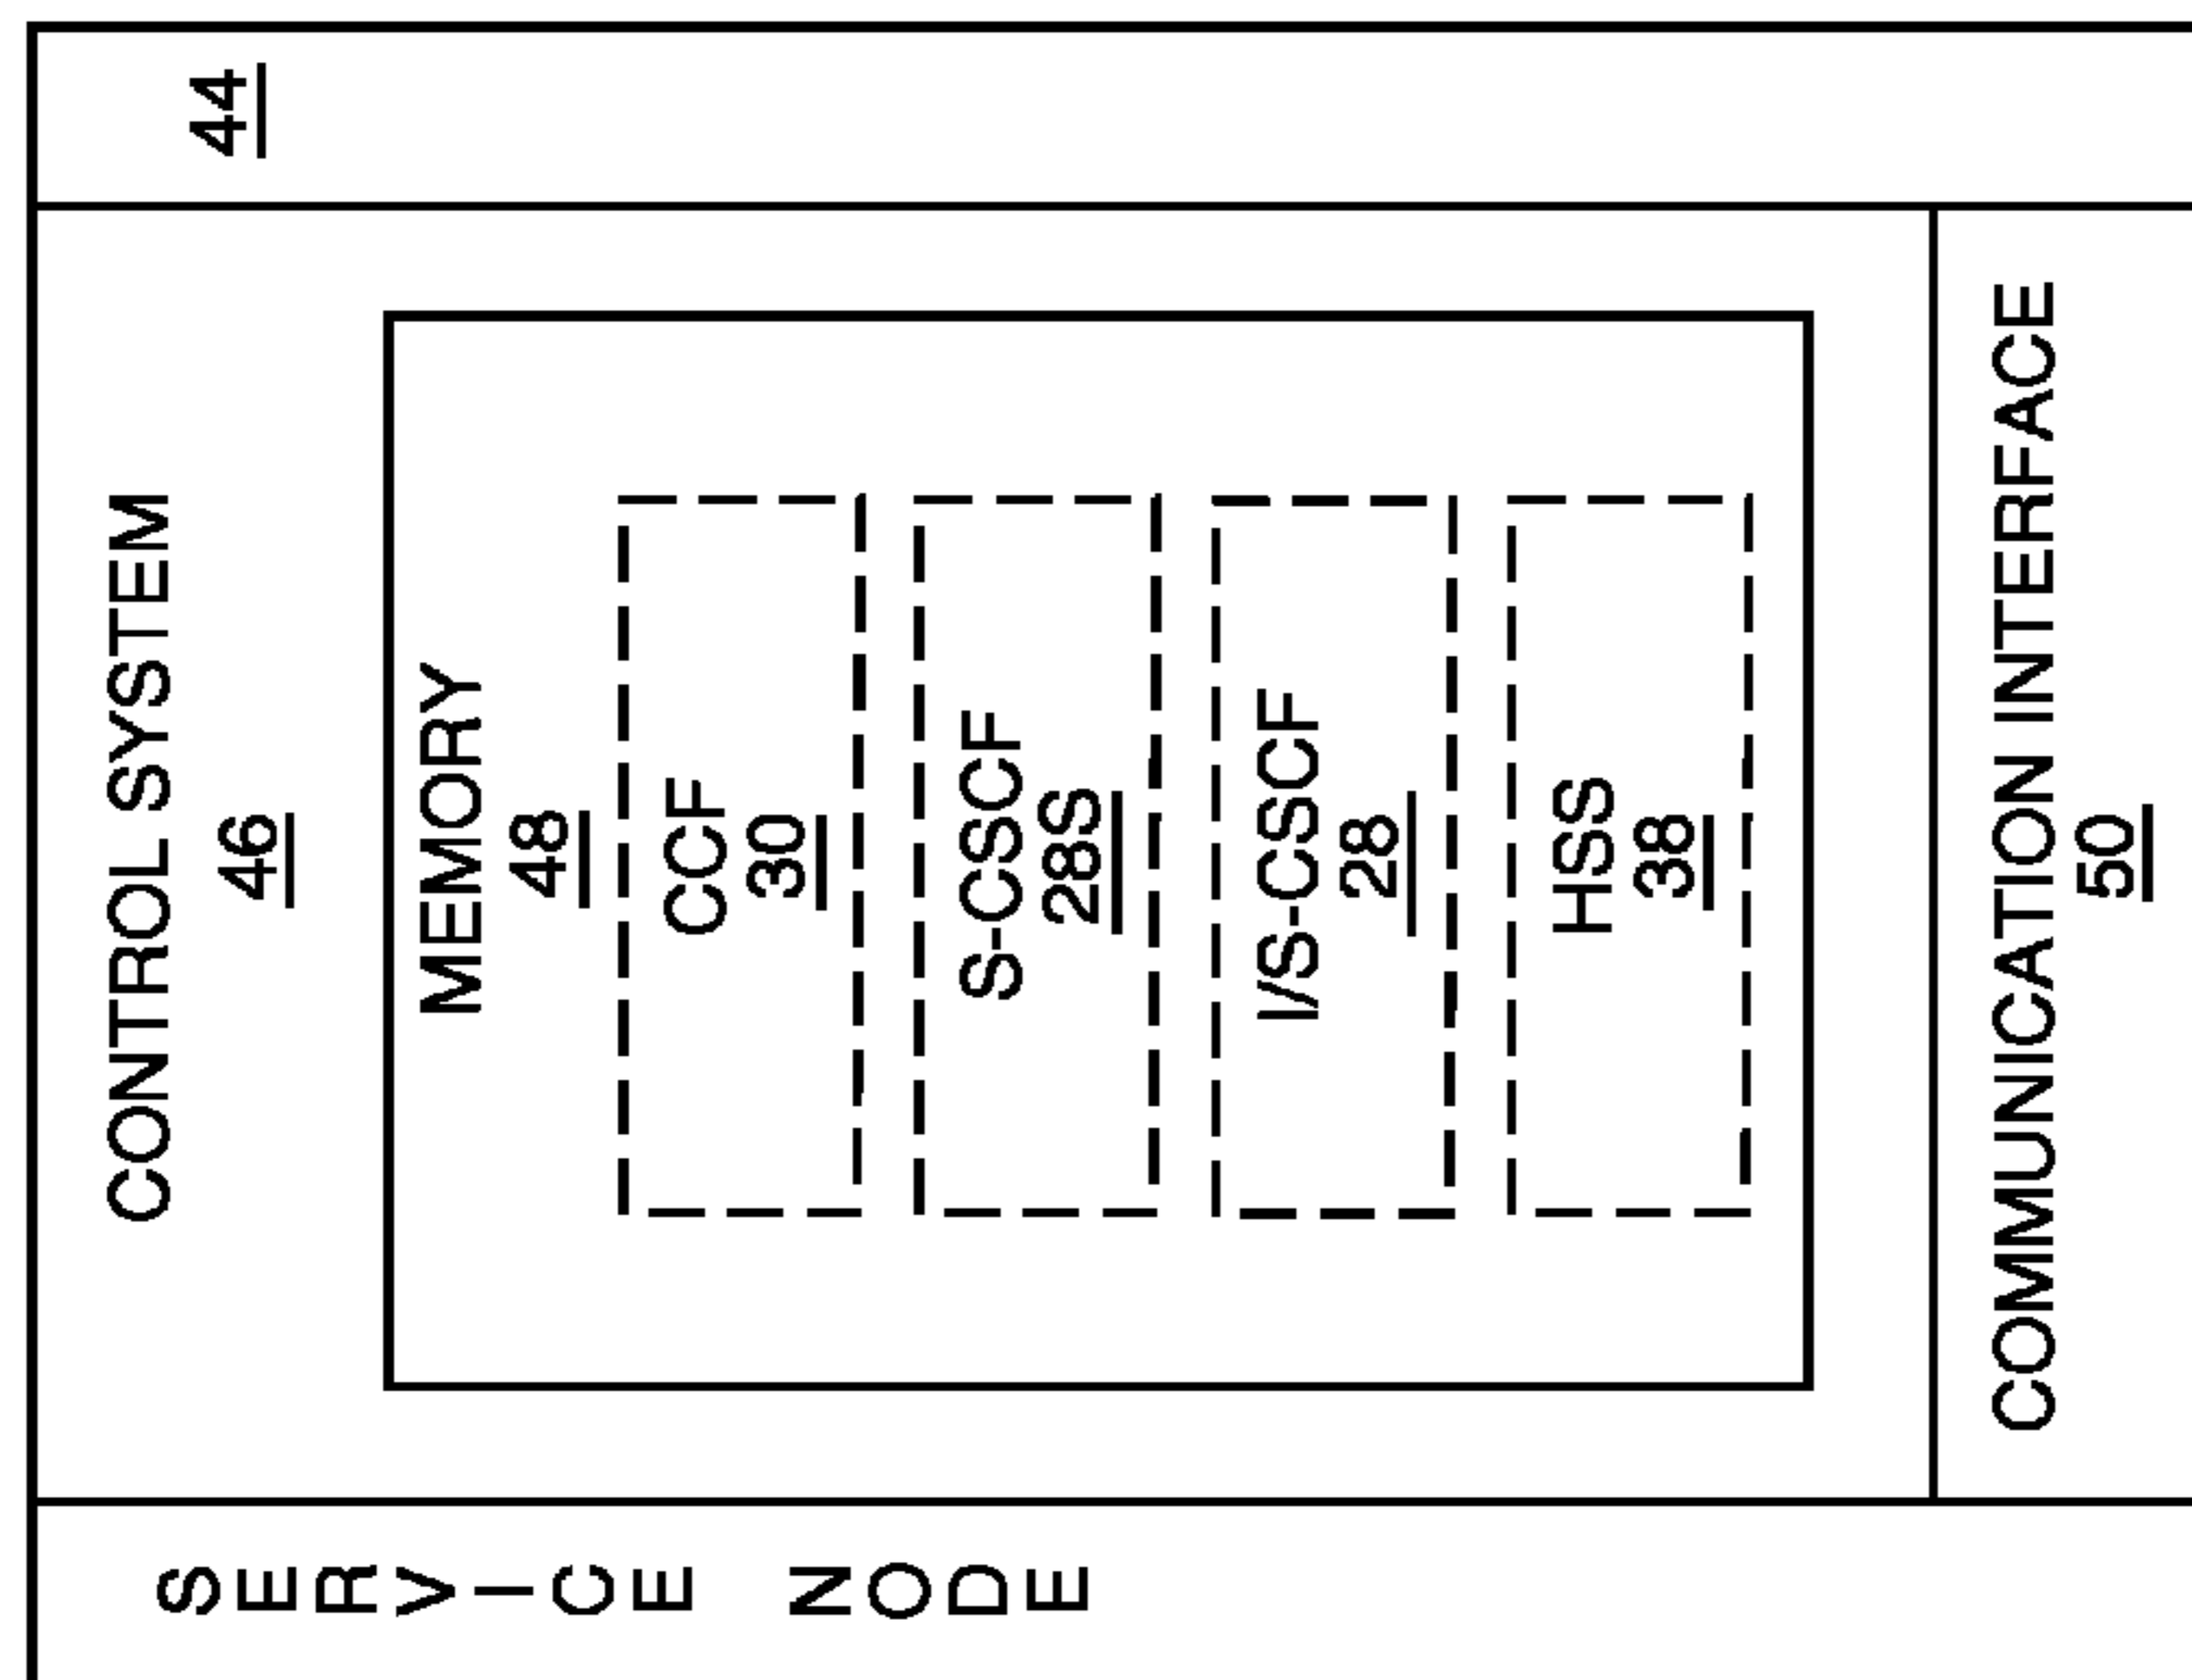 SERVICE NODE
44
CONTROL SYSTEM
46
MEMORY
48
CCF
30
S-CSCF
28S
I/S-CSCF
28
HSS
38
COMMUNICATION INTERFACE
50